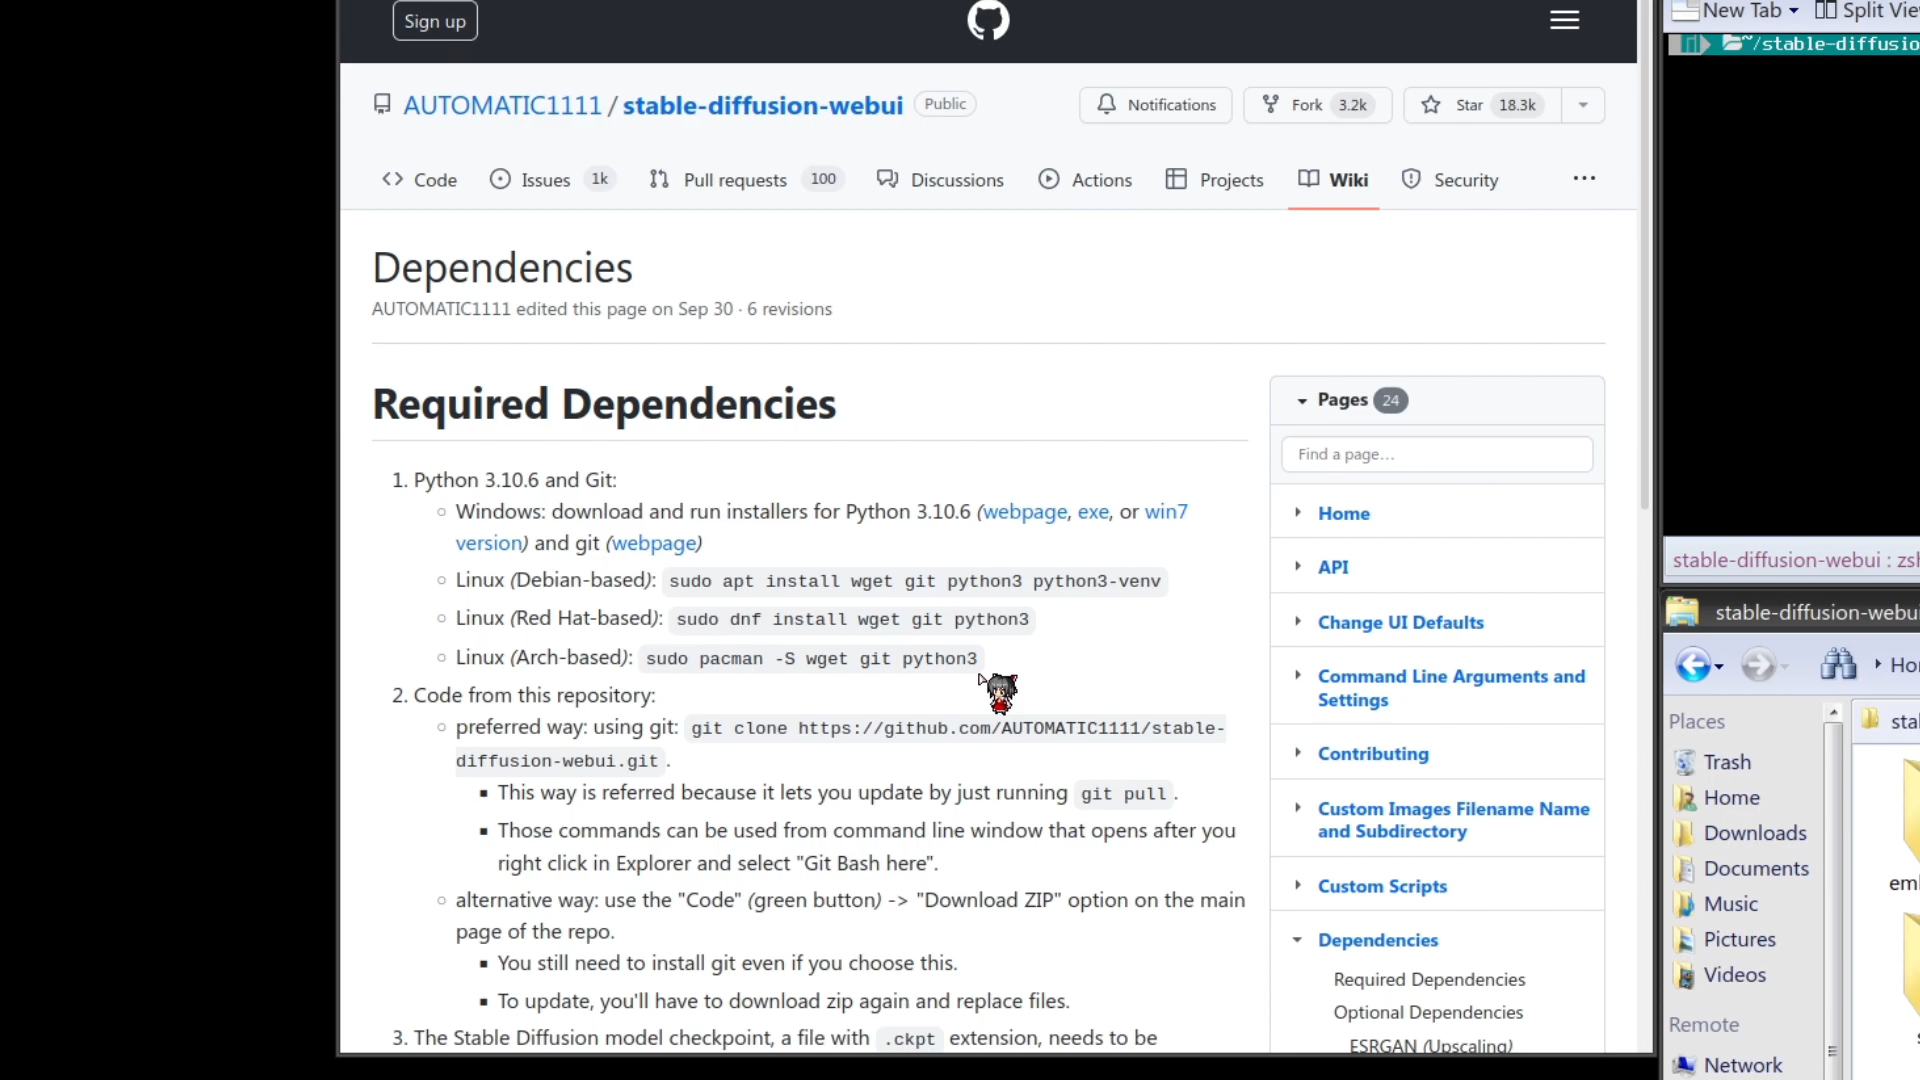 Sign up
AUTOMATIC1111 / stable-diffusion-webui Public
Notifications Fork 3.2k Star 18.3k
Code Issues 1k Pull requests 100 Discussions Actions Projects Wiki Security
Dependencies
AUTOMATIC1111 edited this page on Sep 30 · 6 revisions
Required Dependencies
1. Python 3.10.6 and Git:
Windows: download and run installers for Python 3.10.6 (webpage, exe, or win7
version) and git (webpage)
Linux (Debian-based): sudo apt install wget git python3 python3-venv
Linux (Red Hat-based): sudo dnf install wget git python3
Linux (Arch-based): sudo pacman -S wget git python3
2. Code from this repository:
preferred way: using git: git clone https://github.com/AUTOMATIC1111/stable-
diffusion-webui.git.
This way is referred because it lets you update by just running git pull.
Those commands can be used from command line window that opens after you
right click in Explorer and select "Git Bash here".
alternative way: use the "Code" (green button) -> "Download ZIP" option on the main
page of the repo.
You still need to install git even if you choose this.
To update, you'll have to download zip again and replace files.
3. The Stable Diffusion model checkpoint, a file with .ckpt extension, needs to be
Pages 24
Find a page…
Home
API
Change UI Defaults
Command Line Arguments and
Settings
Contributing
Custom Images Filename Name
and Subdirectory
Custom Scripts
Dependencies
Required Dependencies
Optional Dependencies
ESRGAN (Upscaling)
New Tab Split Vie
~/stable-diffusio
stable-diffusion-webui : zsh
stable-diffusion-webui
Ho
Places
Trash
Home
Downloads
Documents
Music
Pictures
Videos
Remote
Network
sta
em
s